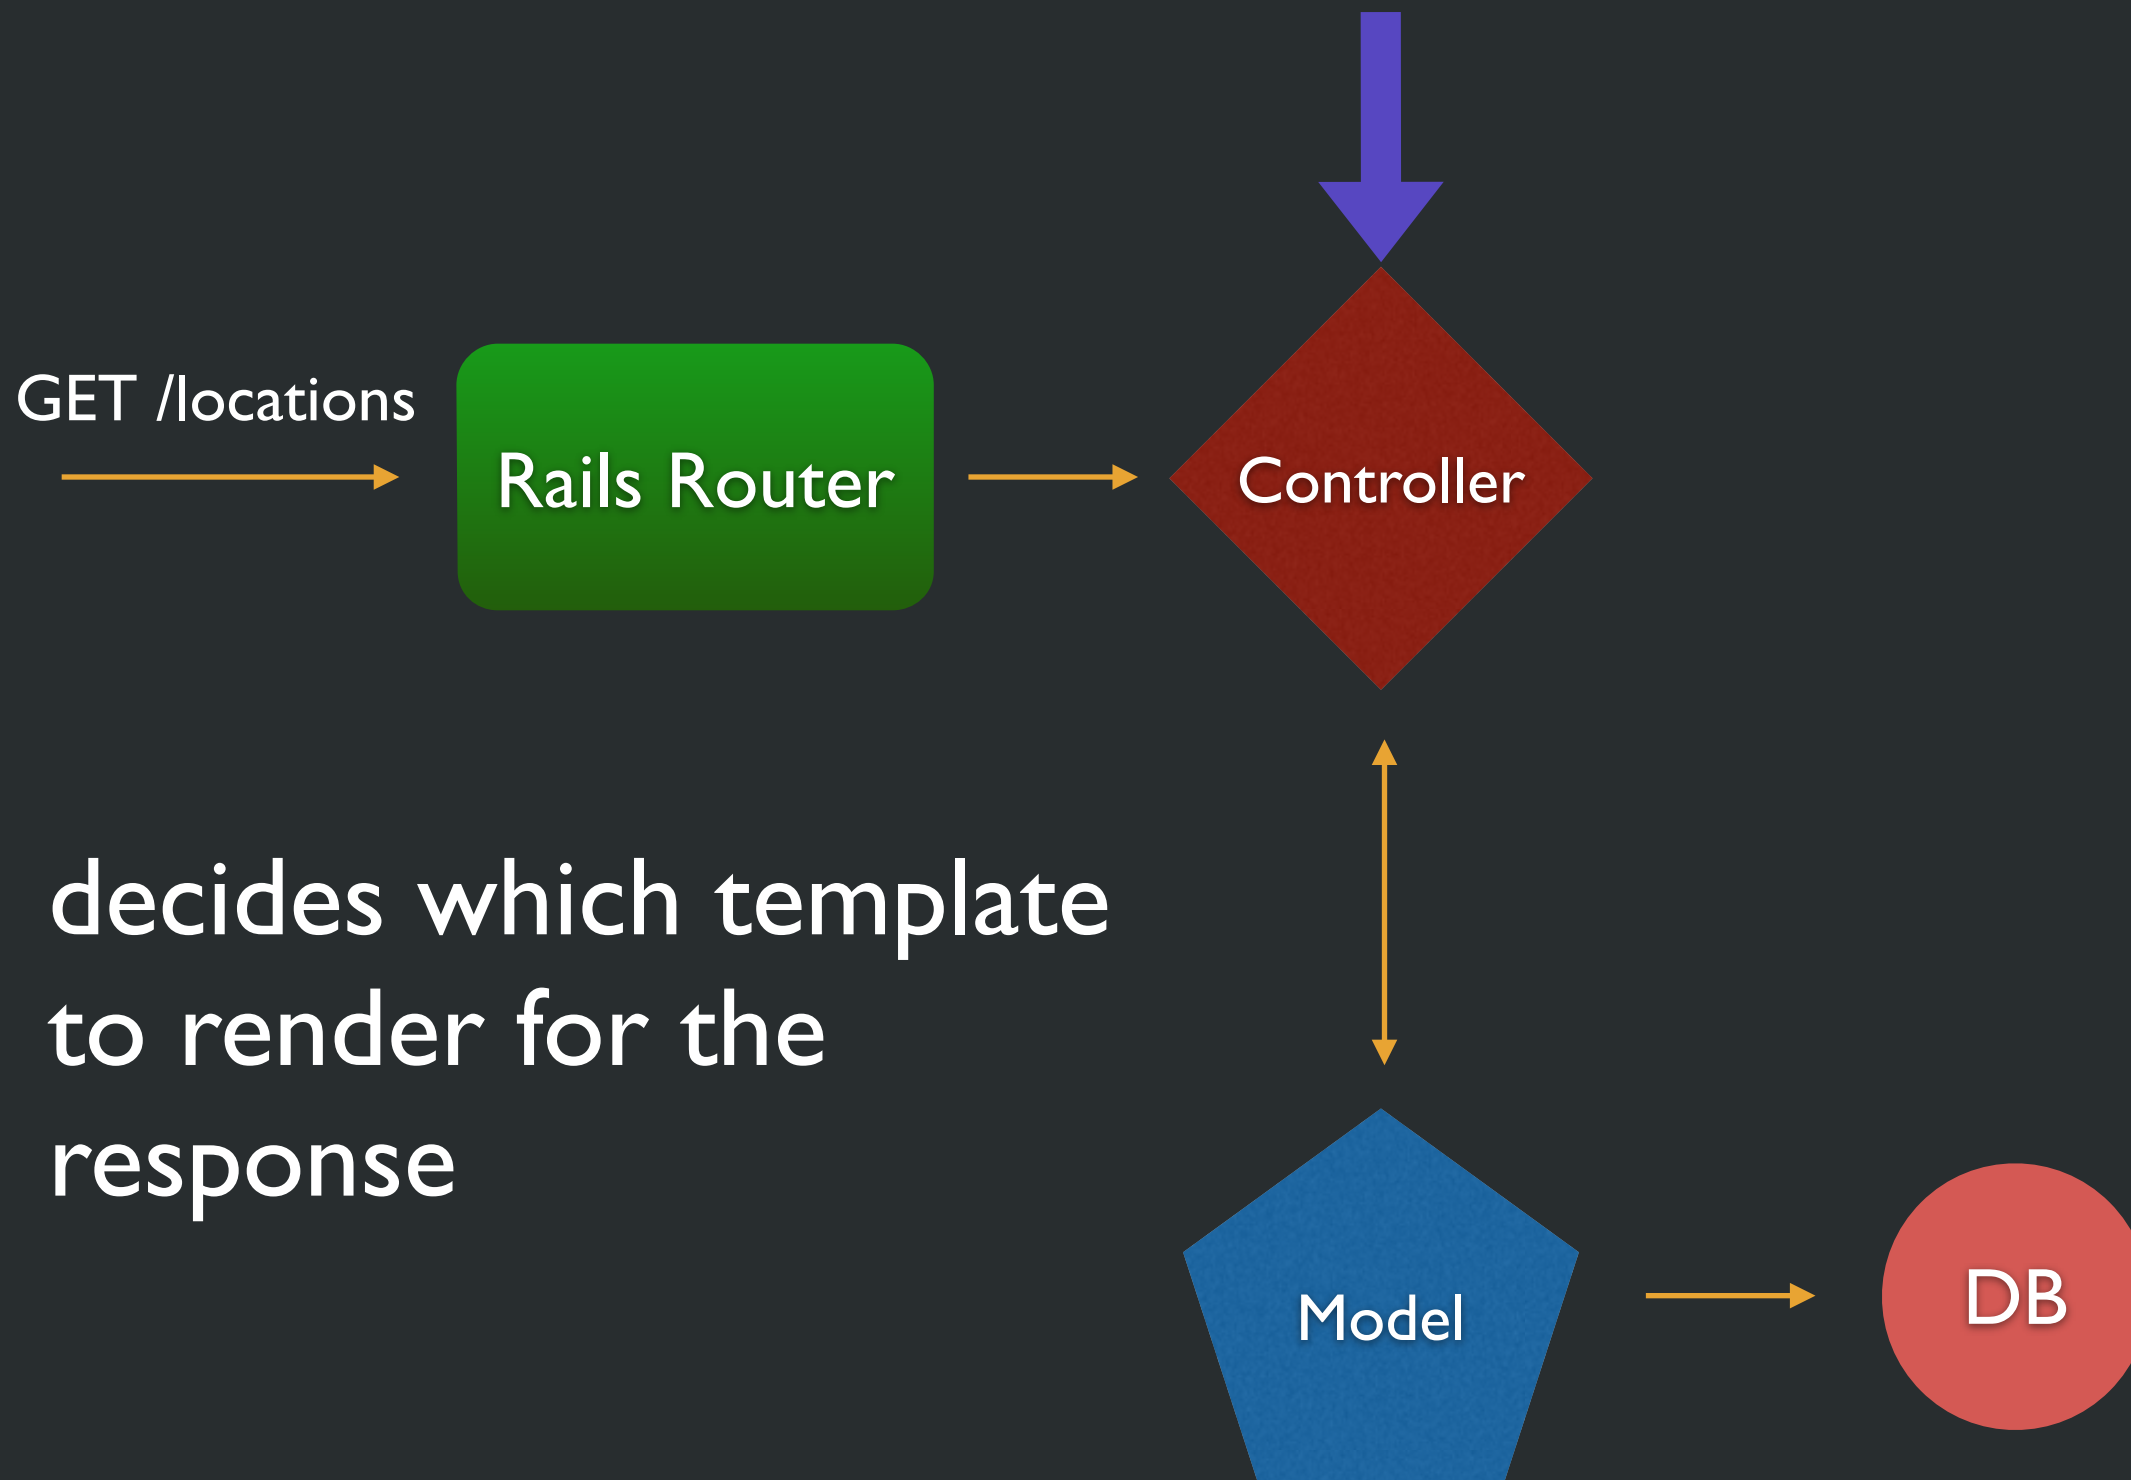 GET /locations
Rails Router
Controller
decides which template
to render for the
response
Model
DB